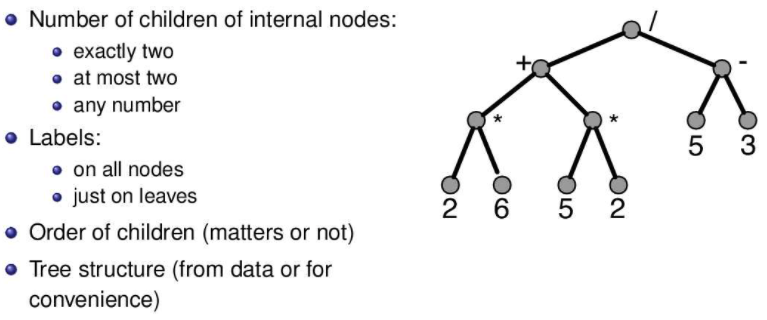 Number of children of internal nodes:
exactly two
at most two
any number
Labels:
on all nodes
just on leaves
Order of children (matters or not)
Tree structure (from data or for
convenience)
/
+ -
* *
5 3
2 6 5 2